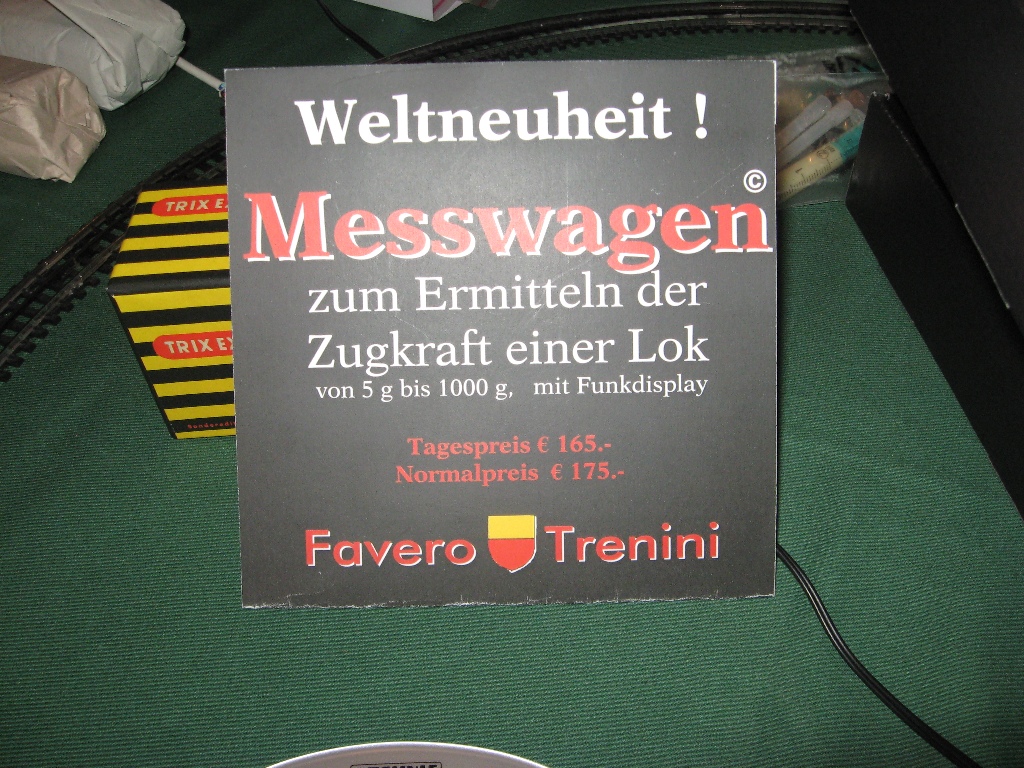 Weltneuheit !
©
Messwagen
zum Ermitteln der
Zugkraft einer Lok
von 5 g bis 1000 g, mit Funkdisplay
Tagespreis € 165.-
Normalpreis € 175.-
Favero Trenini
TRIX E
TRIX EX